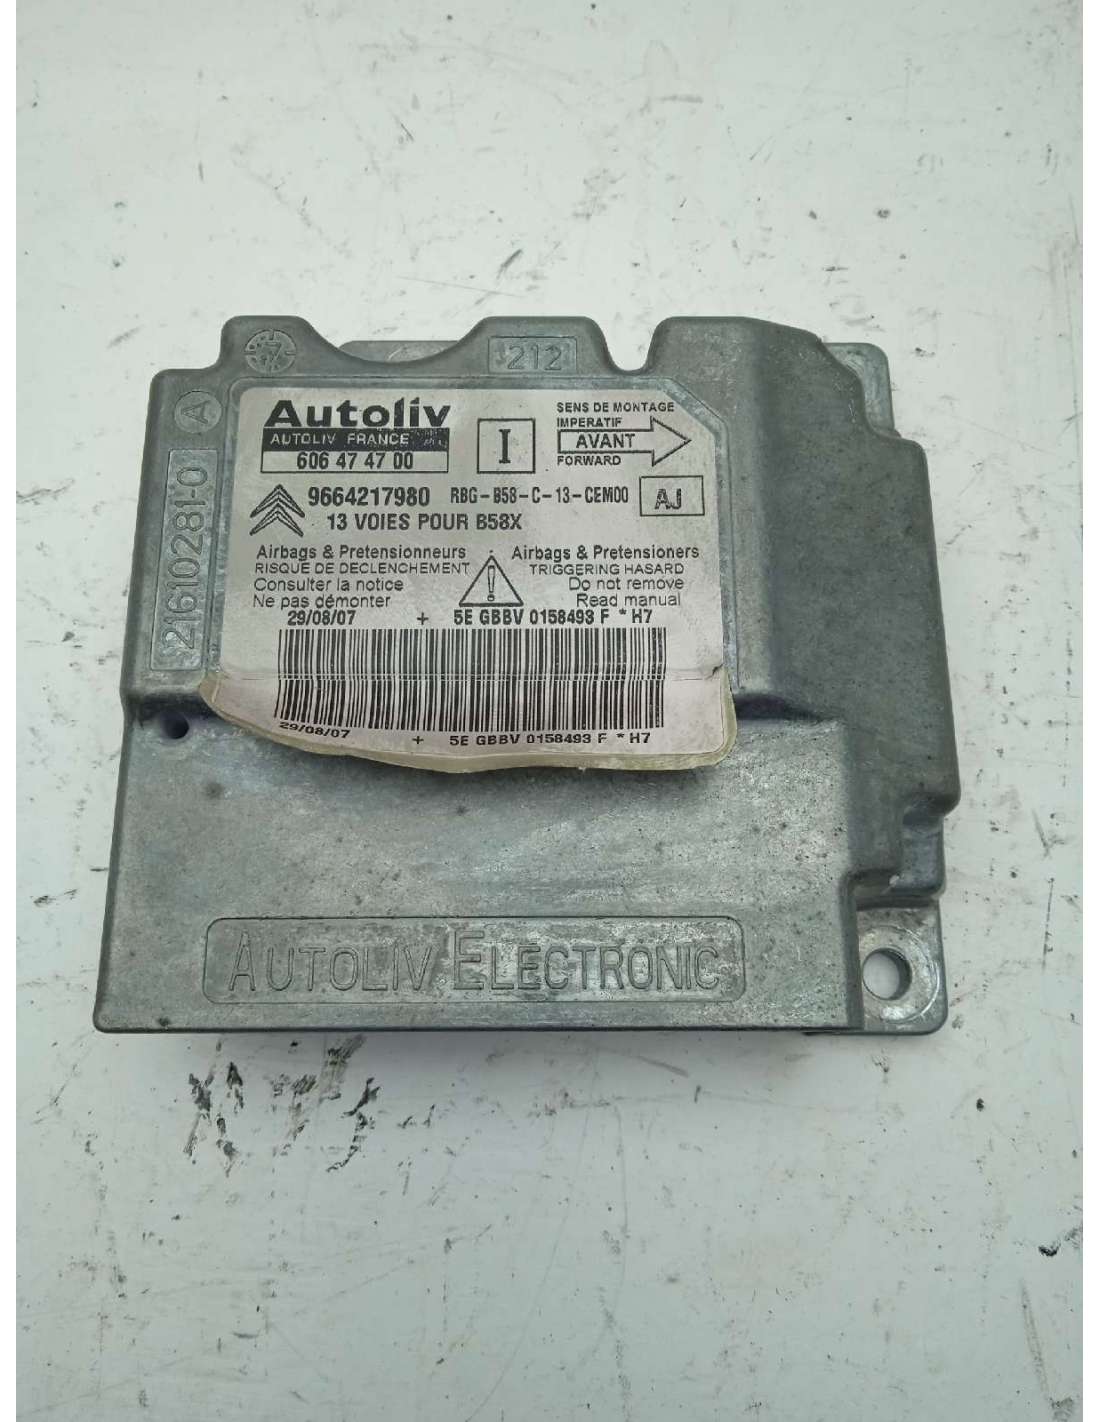 212
A
21610281-0
Autoliv
AUTOLIV FRANCE
606 47 47 00
I
SENS DE MONTAGE
IMPERATIF
AVANT
FORWARD
9664217980 RBG-B58-C-13-CEM00 AJ
13 VOIES POUR B58X
Airbags & Pretensionneurs
RISQUE DE DECLENCHEMENT
Consulter la notice
Ne pas démonter
Airbags & Pretensioners
TRIGGERING HASARD
Do not remove
Read manual
29/08/07 + 5E GBBV 0158493 F * H7
29/08/07 + 5E GBBV 0158493 F * H7
AUTOLIV ELECTRONIC